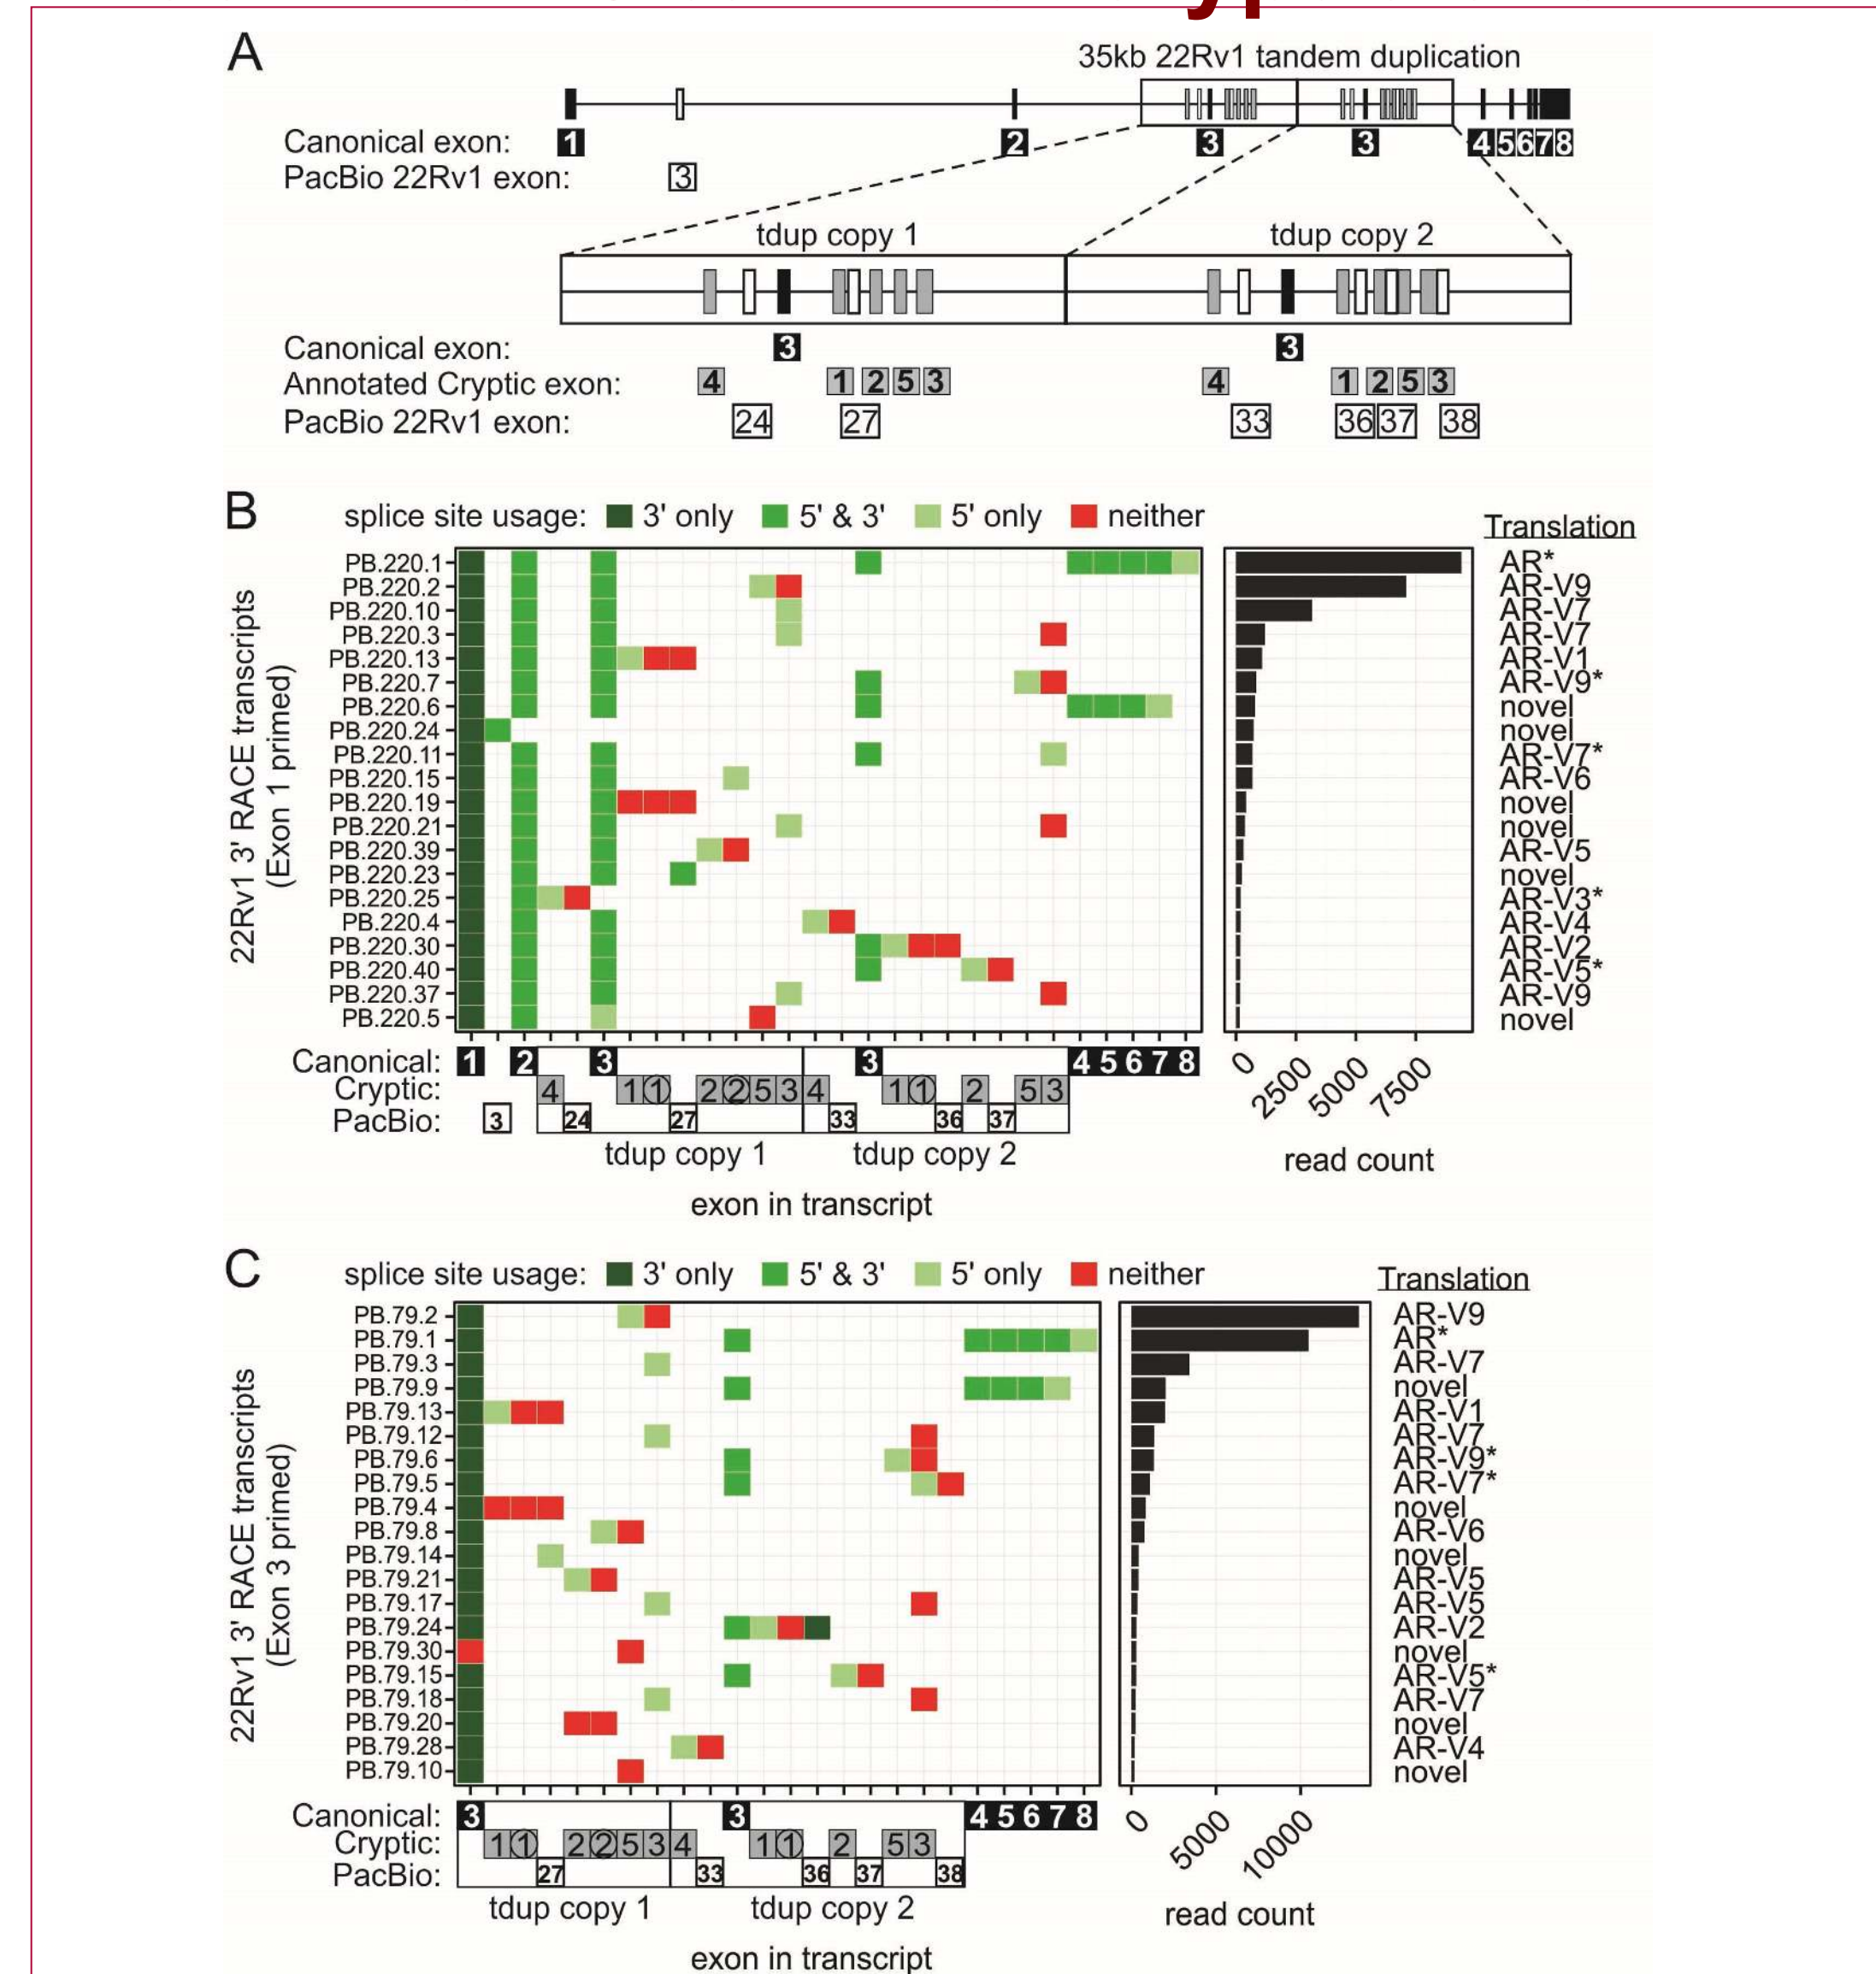 A
35kb 22Rv1 tandem duplication
Canonical exon: 1 2 3 3 4 5 6 7 8
PacBio 22Rv1 exon: 3
tdup copy 1 tdup copy 2
Canonical exon: 3 3
Annotated Cryptic exon: 4 1 2 5 3 4 1 2 5 3
PacBio 22Rv1 exon: 24 27 33 36 37 38
B
splice site usage: 3' only 5' & 3' 5' only neither
Translation
22Rv1 3' RACE transcripts
(Exon 1 primed)
PB.220.1 AR*
PB.220.2 AR-V9
PB.220.10 AR-V7
PB.220.3 AR-V7
PB.220.13 AR-V1
PB.220.7 AR-V9*
PB.220.6 novel
PB.220.24 novel
PB.220.11 AR-V7*
PB.220.15 AR-V6
PB.220.19 novel
PB.220.21 novel
PB.220.39 AR-V5
PB.220.23 novel
PB.220.25 AR-V3*
PB.220.4 AR-V4
PB.220.30 AR-V2
PB.220.40 AR-V5*
PB.220.37 AR-V9
PB.220.5 novel
Canonical: 1 2 3 3 4 5 6 7 8
Cryptic: 4 1 1 2 2 5 3 4 1 1 2 5 3
PacBio: 3 24 27 33 36 37
tdup copy 1 tdup copy 2
exon in transcript
0 2500 5000 7500
read count
C
splice site usage: 3' only 5' & 3' 5' only neither
Translation
22Rv1 3' RACE transcripts
(Exon 3 primed)
PB.79.2 AR-V9
PB.79.1 AR*
PB.79.3 AR-V7
PB.79.9 novel
PB.79.13 AR-V1
PB.79.12 AR-V7
PB.79.6 AR-V9*
PB.79.5 AR-V7*
PB.79.4 novel
PB.79.8 AR-V6
PB.79.14 novel
PB.79.21 AR-V5
PB.79.17 AR-V5
PB.79.24 AR-V2
PB.79.30 novel
PB.79.15 AR-V5*
PB.79.18 AR-V7
PB.79.20 novel
PB.79.28 AR-V4
PB.79.10 novel
Canonical: 3 3 4 5 6 7 8
Cryptic: 1 1 2 2 5 3 4 1 1 2 5 3
PacBio: 27 33 36 37 38
tdup copy 1 tdup copy 2
exon in transcript
0 5000 10000
read count